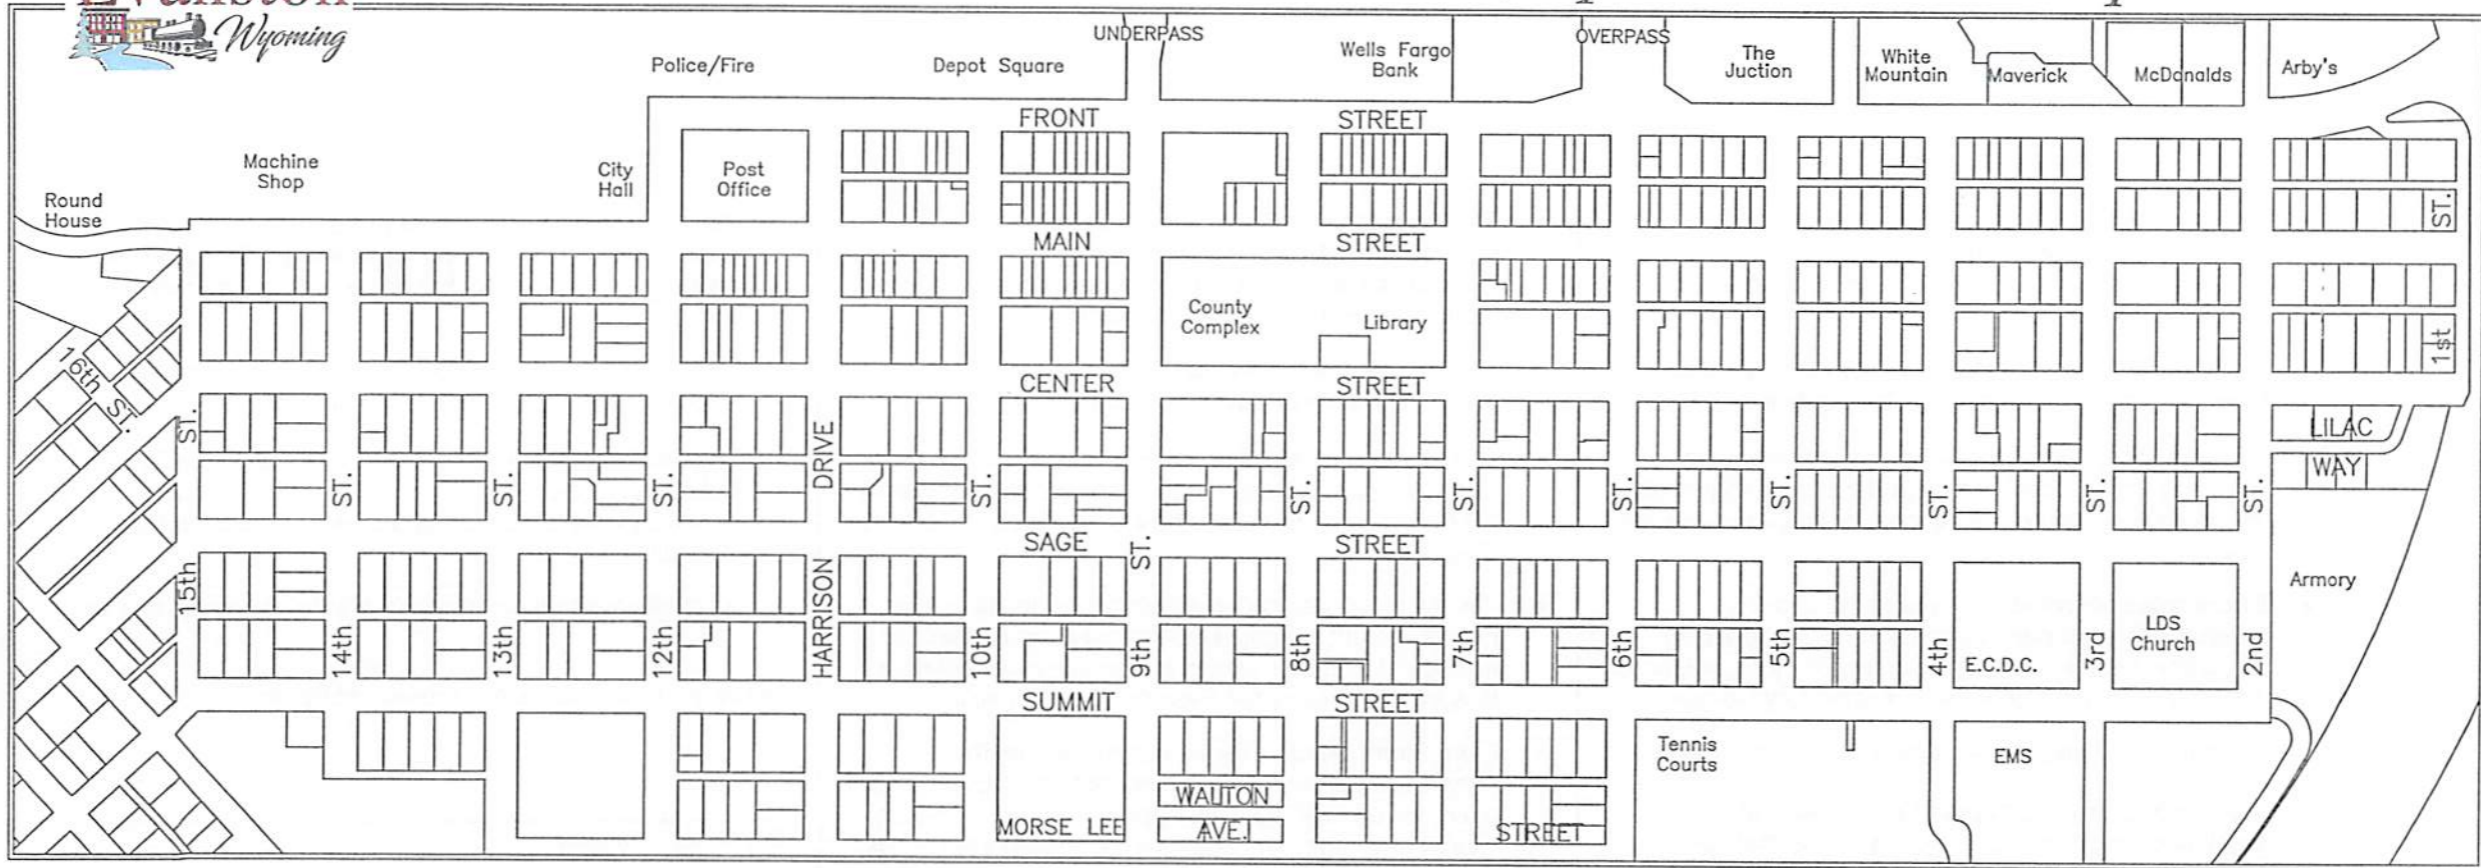 Evanston
Wyoming
UNDERPASS
OVERPASS
Police/Fire
Depot Square
Wells Fargo
Bank
The
Juction
White
Mountain
Maverick
McDonalds
Arby's
FRONT STREET
Machine
Shop
City
Hall
Post
Office
Round
House
MAIN STREET
ST.
County
Complex
Library
1st
16th ST.
CENTER STREET
LILAC
WAY
ST.
ST.
ST.
ST.
DRIVE
ST.
ST.
ST.
ST.
ST.
ST.
ST.
ST.
ST.
ST.
SAGE STREET
15th
14th
13th
12th
HARRISON
10th
9th
8th
7th
6th
5th
4th
3rd
2nd
Armory
LDS
Church
E.C.D.C.
SUMMIT STREET
Tennis
Courts
EMS
WALTON
AVE.
MORSE LEE STREET